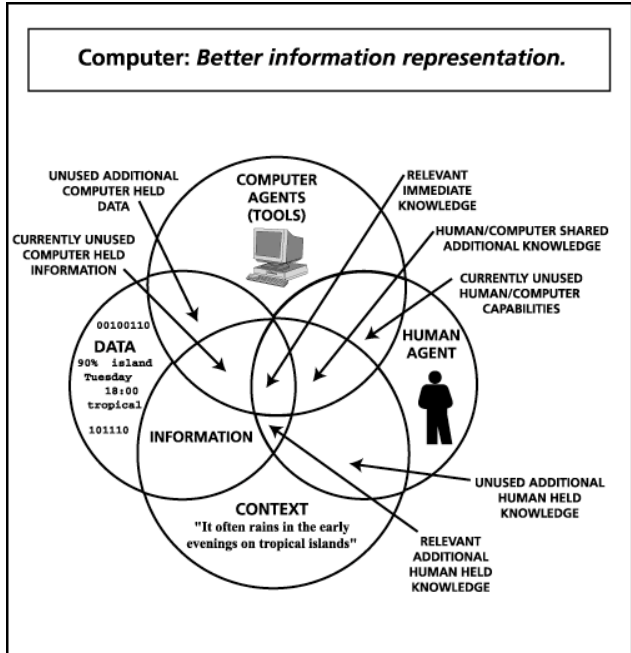 Computer: Better information representation.
UNUSED ADDITIONAL
COMPUTER HELD
DATA
COMPUTER
AGENTS
(TOOLS)
RELEVANT
IMMEDIATE
KNOWLEDGE
CURRENTLY UNUSED
COMPUTER HELD
INFORMATION
HUMAN/COMPUTER SHARED
ADDITIONAL KNOWLEDGE
CURRENTLY UNUSED
HUMAN/COMPUTER
CAPABILITIES
00100110
DATA
90% island
Tuesday
18:00
tropical
101110
HUMAN
AGENT
INFORMATION
CONTEXT
"It often rains in the early
evenings on tropical islands"
UNUSED ADDITIONAL
HUMAN HELD
KNOWLEDGE
RELEVANT
ADDITIONAL
HUMAN HELD
KNOWLEDGE